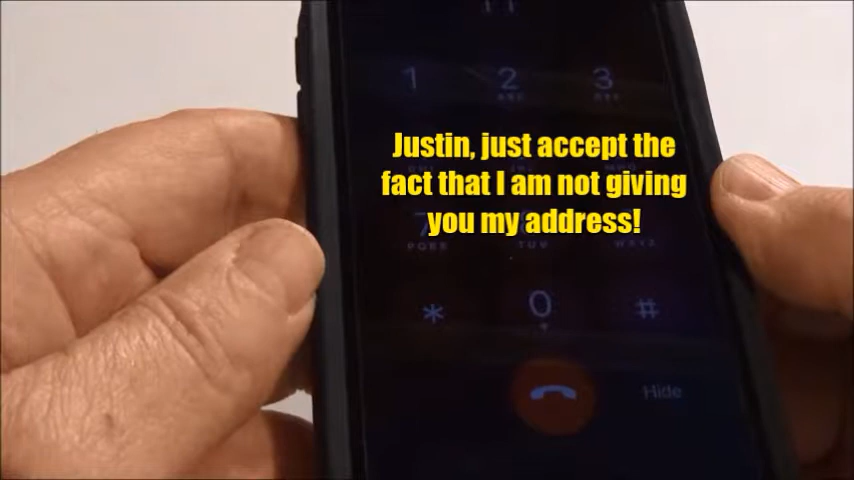 11
1 2 3
ABC DEF
Justin, just accept the
fact that I am not giving
you my address!
7
PQRS TUV WXYZ
* 0 #
Hide